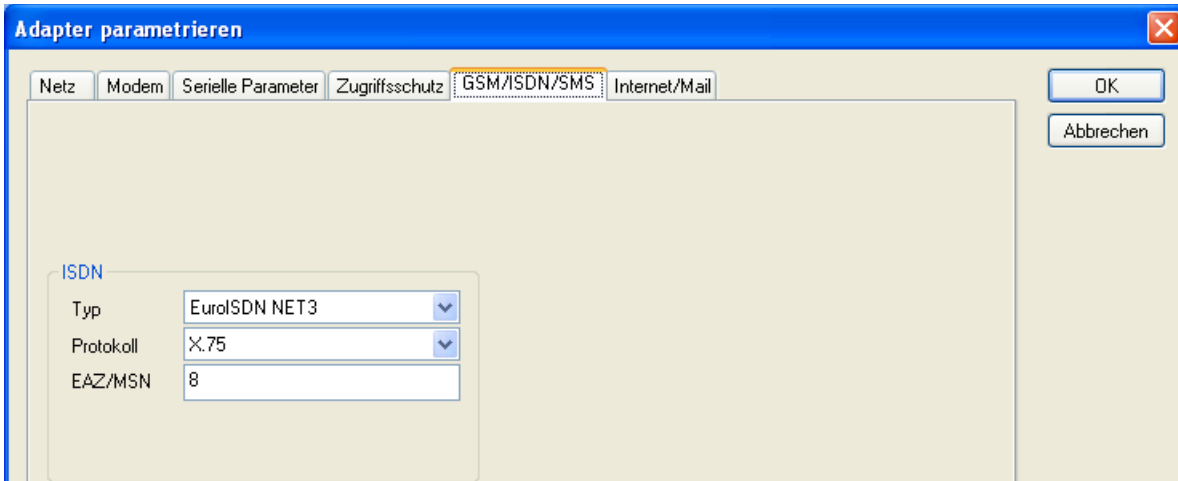 Adapter parametrieren
Netz Modem Serielle Parameter Zugriffsschutz GSM/ISDN/SMS Internet/Mail
OK
Abbrechen
ISDN
Typ EuroISDN NET3
Protokoll X.75
EAZ/MSN 8